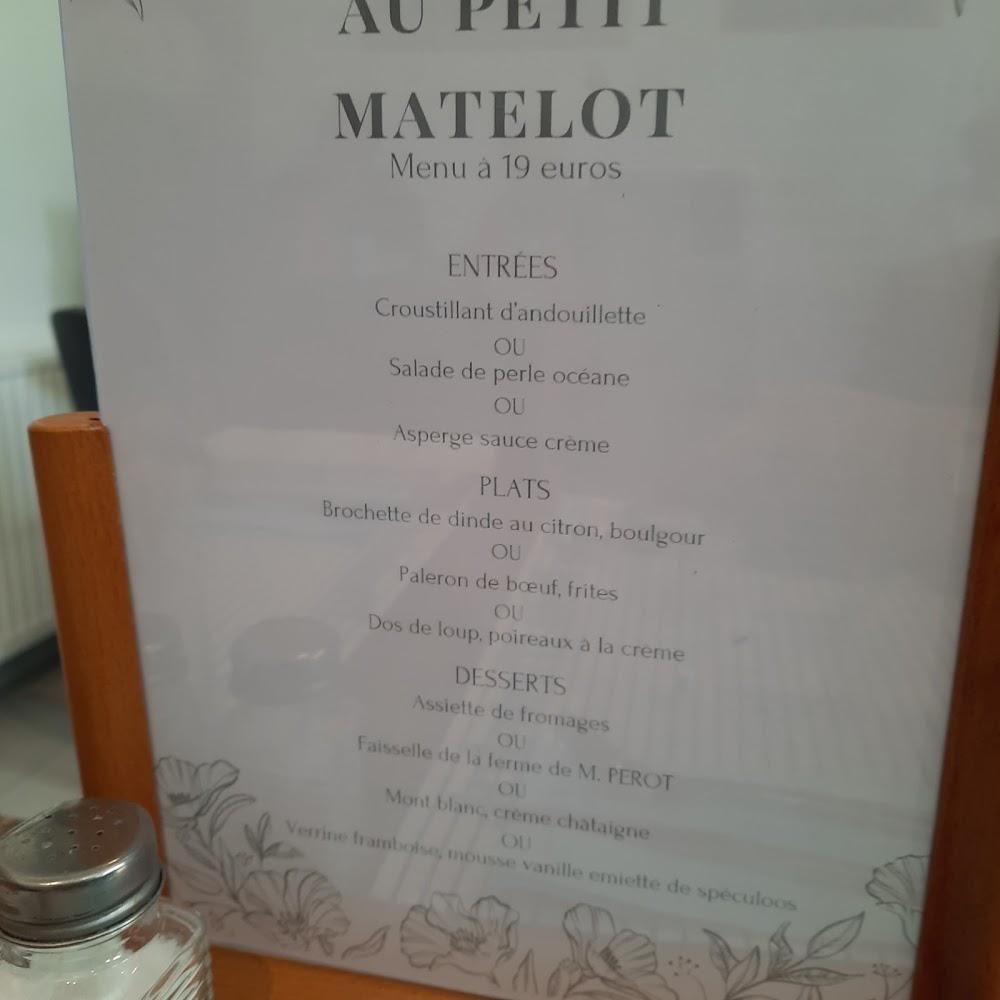 AU PETIT
MATELOT
Menu à 19 euros
ENTRÉES
Croustillant d'andouillette
OU
Salade de perle océane
OU
Asperge sauce crème
PLATS
Brochette de dinde au citron, boulgour
OU
Paleron de bœuf, frites
OU
Dos de loup, poireaux à la crème
DESSERTS
Assiette de fromages
OU
Faisselle de la ferme de M. PEROT
OU
Mont blanc, crème châtaigne
OU
Verrine framboise, mousse vanille emietté de spéculoos